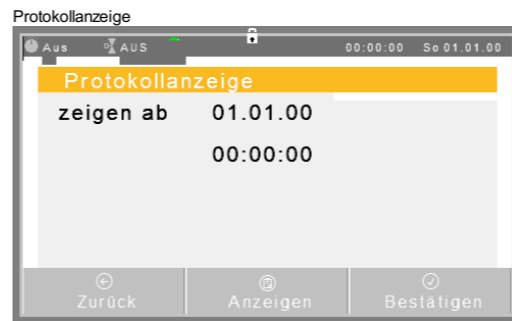 Protokollanzeige
Aus AUS 00:00:00 So 01.01.00
Protokollanzeige
zeigen ab 01.01.00
00:00:00
Zurück Anzeigen Bestätigen